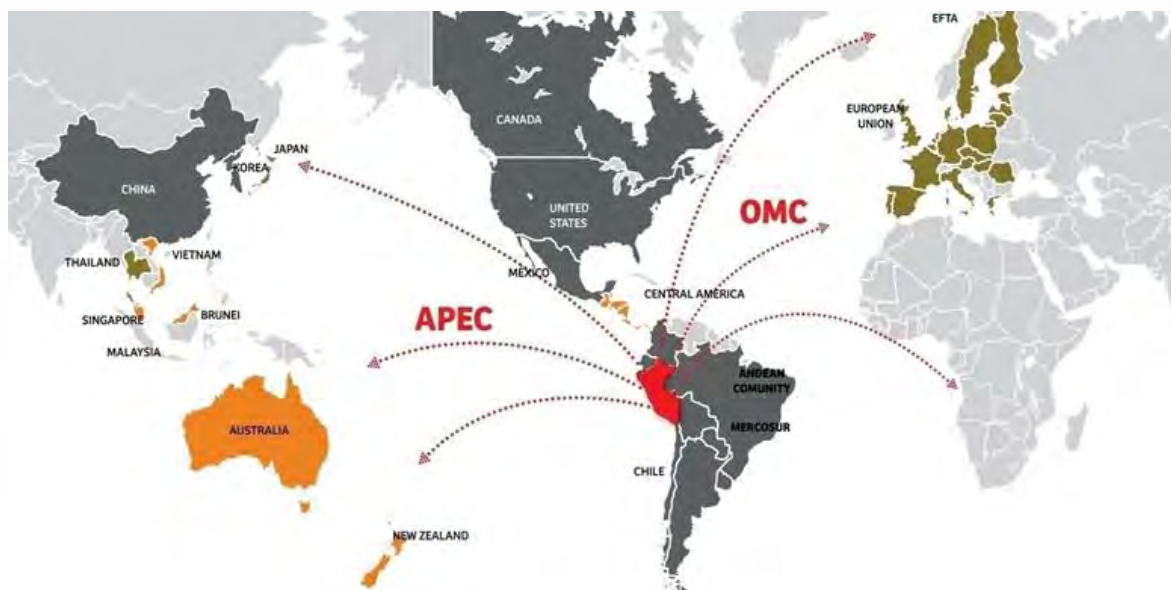 EFTA
EUROPEAN
UNION
CANADA
JAPAN
KOREA
CHINA
UNITED
STATES
OMC
VIETNAM
THAILAND
MEXICO
CENTRAL AMERICA
SINGAPORE
BRUNEI
APEC
MALAYSIA
ANDEAN
COMUNITY
AUSTRALIA
MERCOSUR
CHILE
NEW ZEALAND